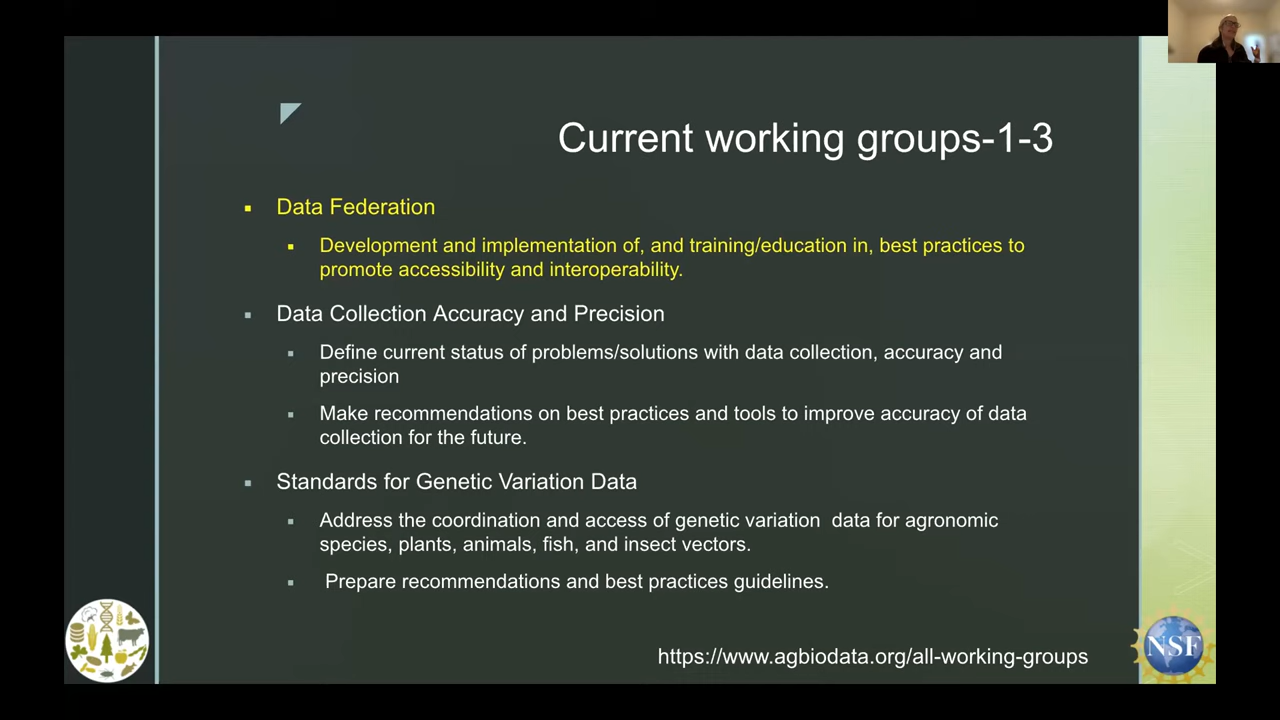 Current working groups-1-3
Data Federation
Development and implementation of, and training/education in, best practices to
promote accessibility and interoperability.
Data Collection Accuracy and Precision
Define current status of problems/solutions with data collection, accuracy and
precision
Make recommendations on best practices and tools to improve accuracy of data
collection for the future.
Standards for Genetic Variation Data
Address the coordination and access of genetic variation  data for agronomic
species, plants, animals, fish, and insect vectors.
Prepare recommendations and best practices guidelines.
https://www.agbiodata.org/all-working-groups
NSF